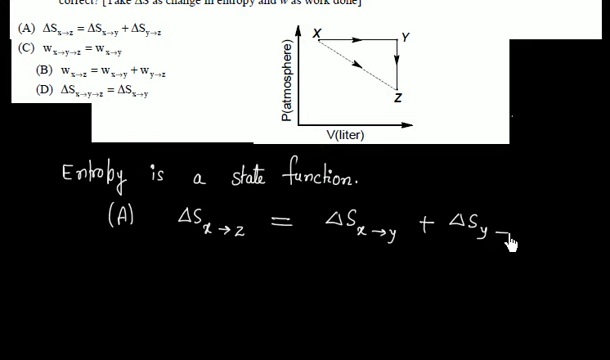 correct? [Take ΔS as change in entropy and w as work done]
(A) ΔSx→z = ΔSx→y + ΔSy→z
(C) wx→y→z = wx→y
(B) wx→z = wx→y + wy→z
(D) ΔSx→y→z = ΔSx→y
P(atmosphere)
X
Y
Z
V(liter)
Entropy is a state function.
(A) ΔSx→z = ΔSx→y + ΔSy–